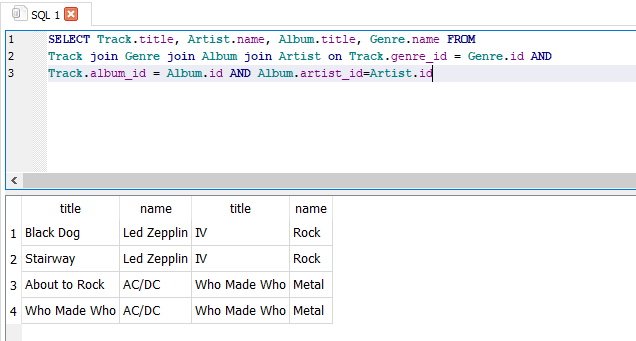 SQL 1
1 SELECT Track.title, Artist.name, Album.title, Genre.name FROM
2 Track join Genre join Album join Artist on Track.genre_id = Genre.id AND
3 Track.album_id = Album.id AND Album.artist_id=Artist.id
title name title name
1 Black Dog Led Zepplin IV Rock
2 Stairway Led Zepplin IV Rock
3 About to Rock AC/DC Who Made Who Metal
4 Who Made Who AC/DC Who Made Who Metal